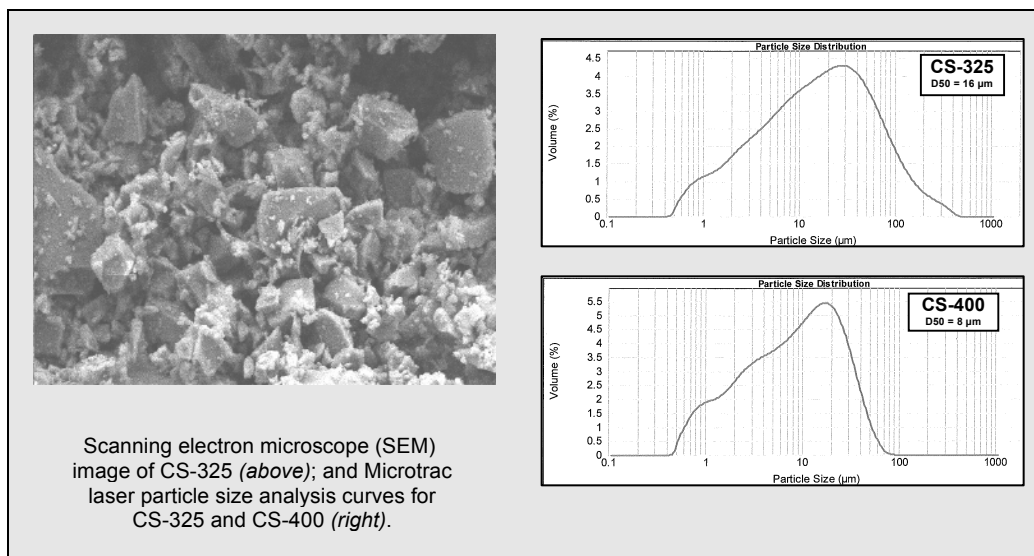 Particle Size Distribution
CS-325
D50 = 16 µm
Volume (%)
4.5
4
3.5
3
2.5
2
1.5
1
0.5
0
0.1 1 10 100 1000
Particle Size (µm)
Particle Size Distribution
CS-400
D50 = 8 µm
Volume (%)
5.5
5
4.5
4
3.5
3
2.5
2
1.5
1
0.5
0
0.1 1 10 100 1000
Particle Size (µm)
Scanning electron microscope (SEM)
image of CS-325 (above); and Microtrac
laser particle size analysis curves for
CS-325 and CS-400 (right).